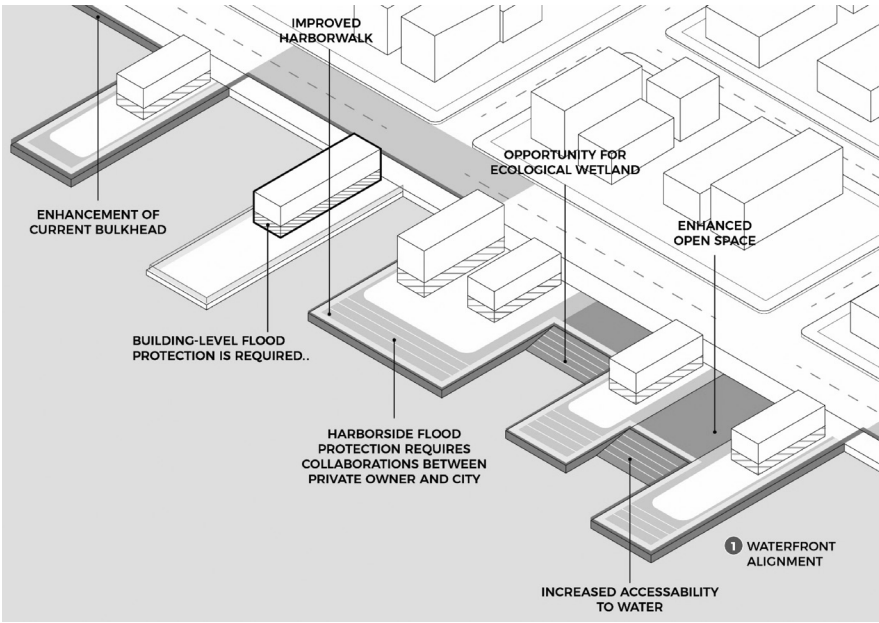 IMPROVED
HARBORWALK
OPPORTUNITY FOR
ECOLOGICAL WETLAND
ENHANCED
OPEN SPACE
ENHANCEMENT OF
CURRENT BULKHEAD
BUILDING-LEVEL FLOOD
PROTECTION IS REQUIRED..
HARBORSIDE FLOOD
PROTECTION REQUIRES
COLLABORATIONS BETWEEN
PRIVATE OWNER AND CITY
1 WATERFRONT
ALIGNMENT
INCREASED ACCESSABILITY
TO WATER